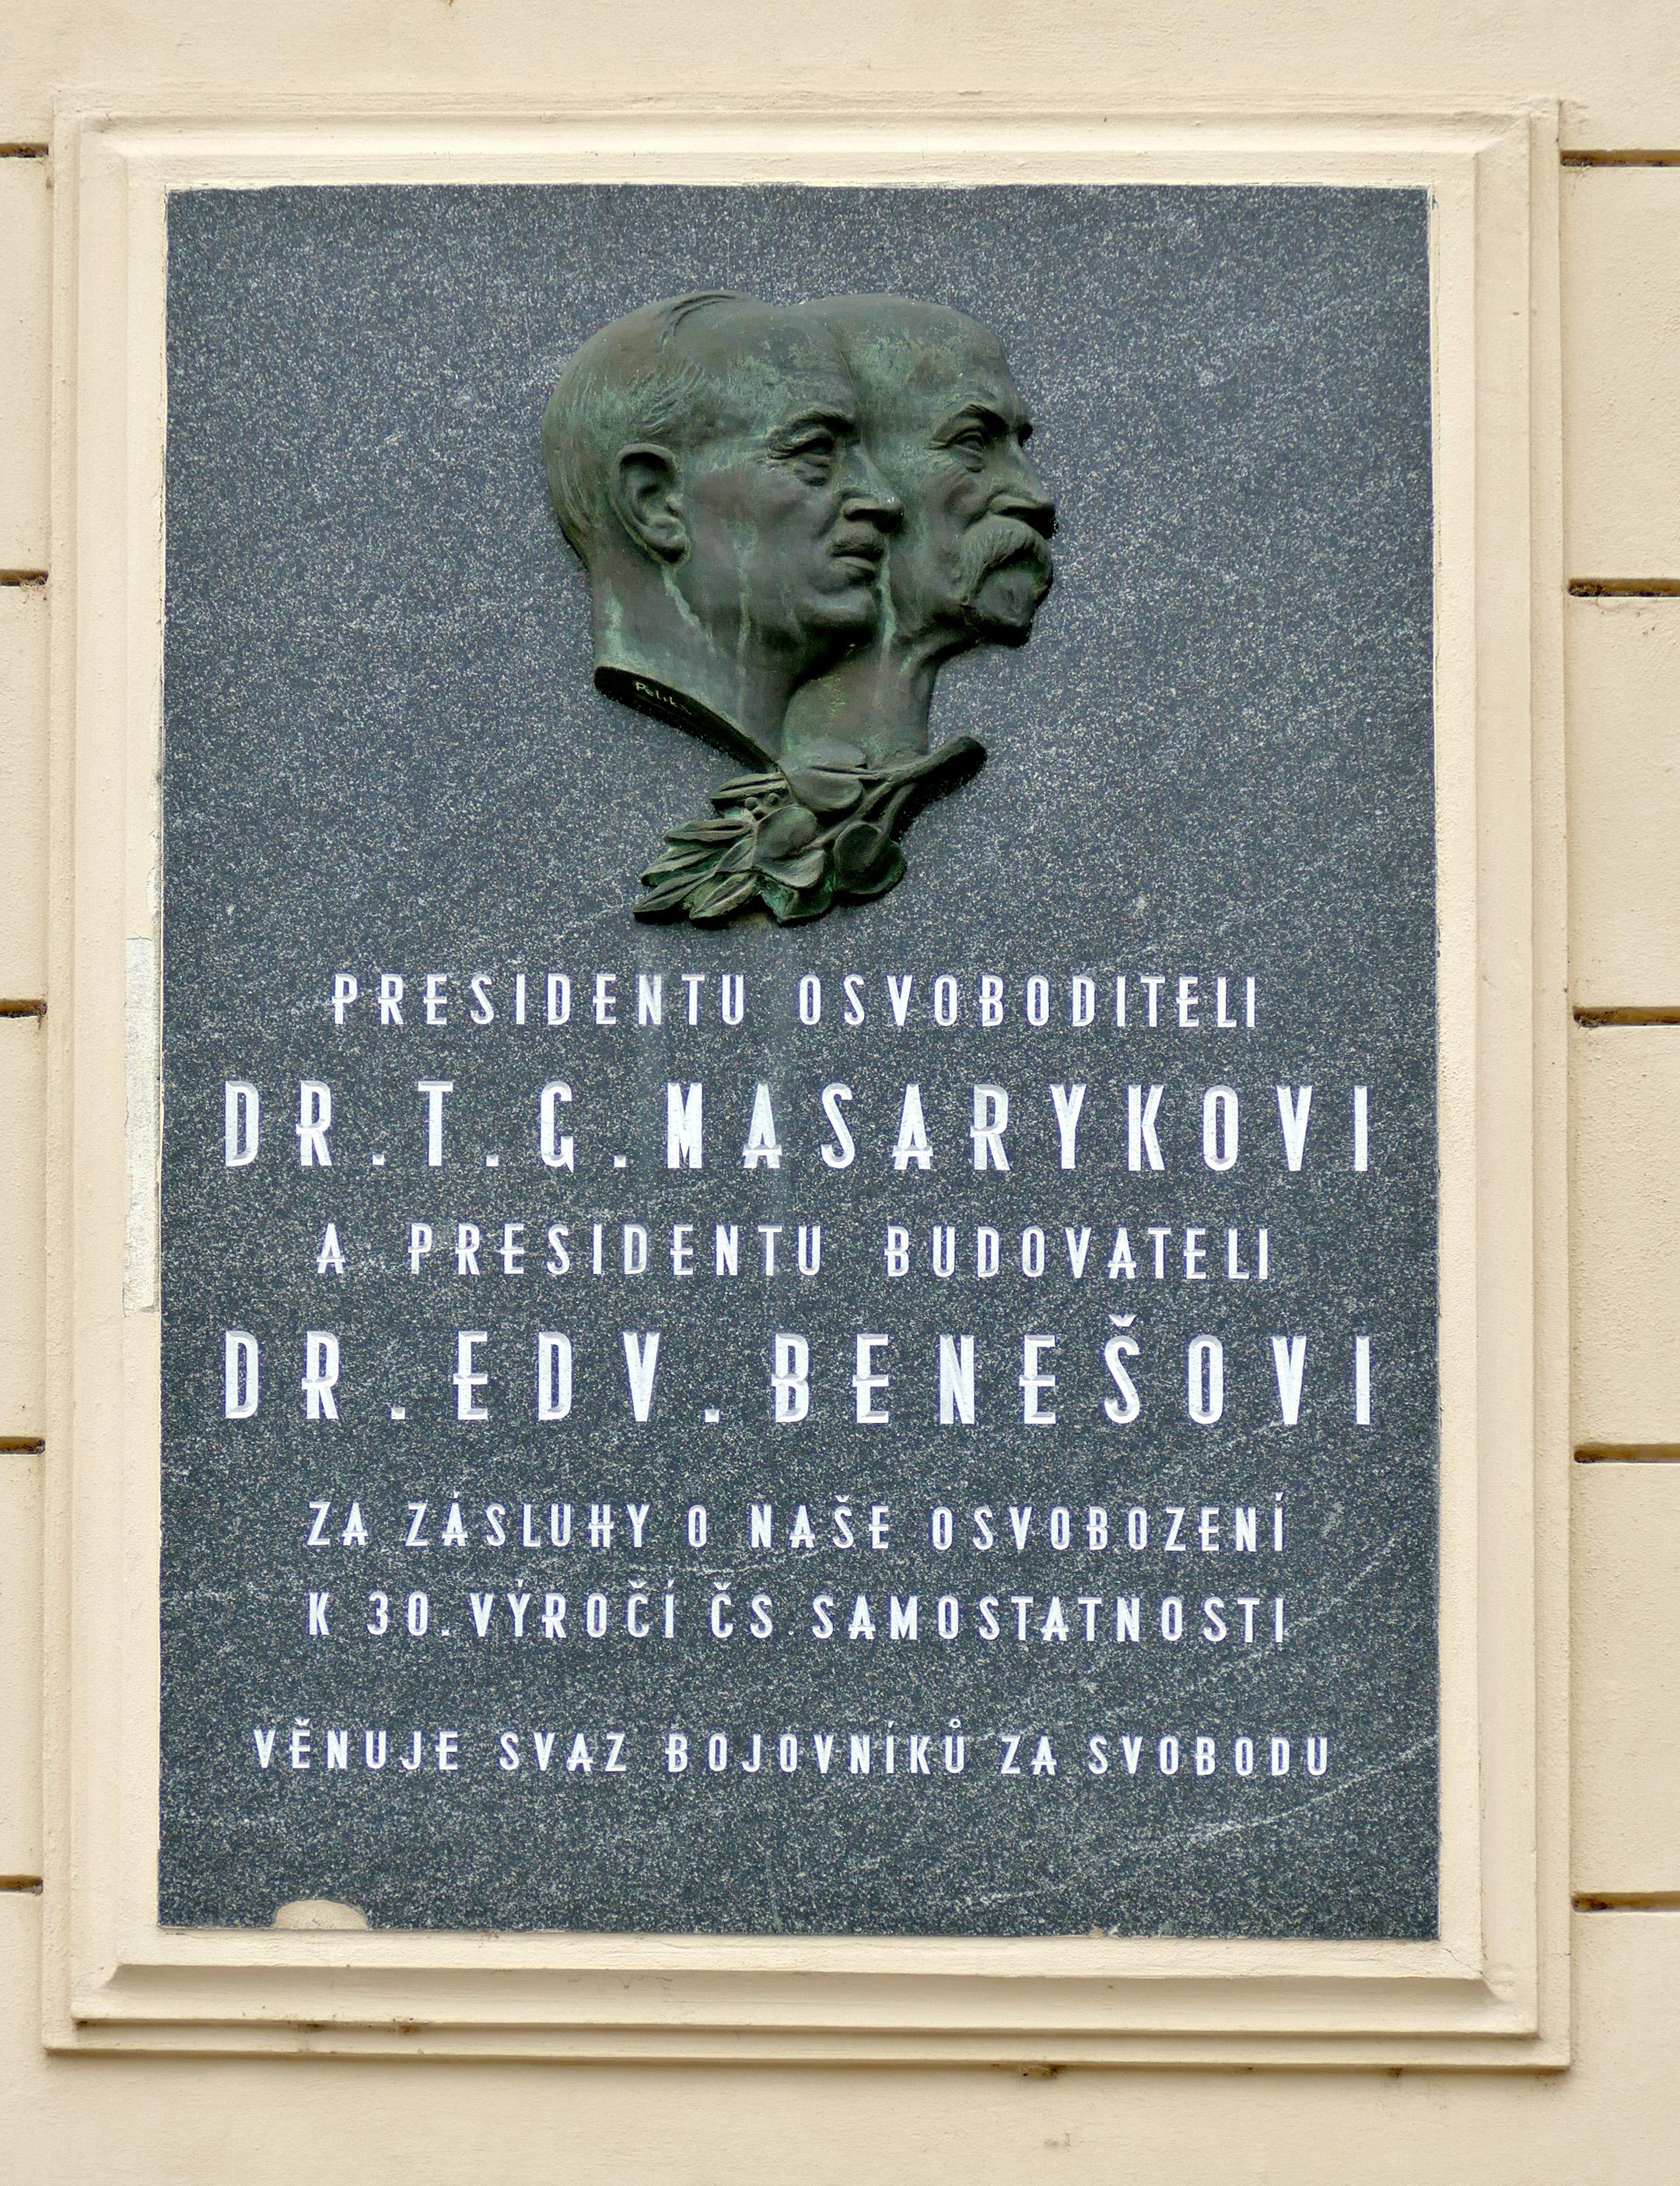 PRESIDENTU OSVOBODITELI
DR. T. G. MASARYKOVI
A PRESIDENTU BUDOVATELI
DR. EDV. BENEŠOVI
ZA ZÁSLUHY O NAŠE OSVOBOZENÍ
K 30. VÝROČÍ ČS. SAMOSTATNOSTI
VĚNUJE SVAZ BOJOVNÍKŮ ZA SVOBODU